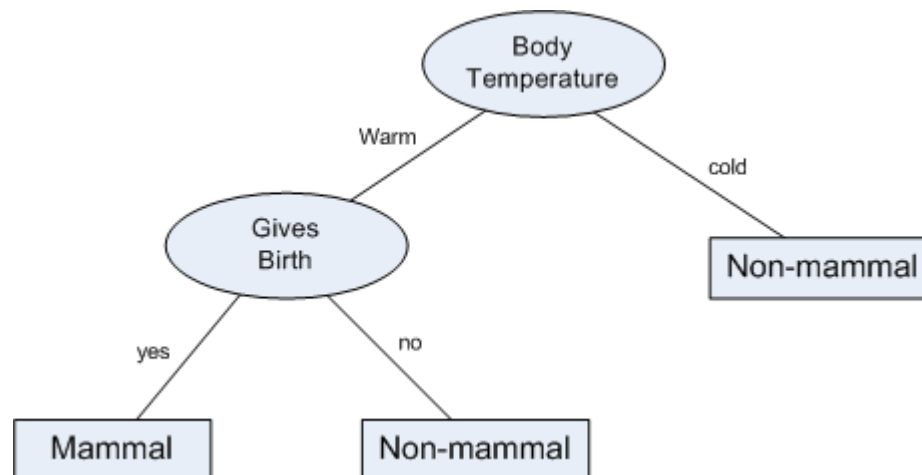 Body
Temperature
Warm
cold
Gives
Birth
Non-mammal
yes
no
Mammal
Non-mammal